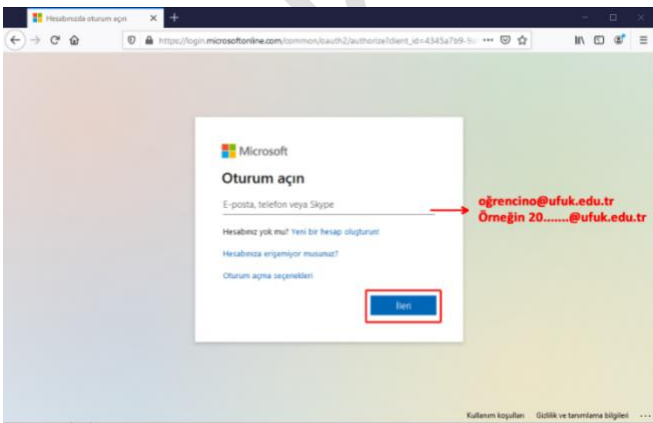 Hesabınızda oturum açın
https://login.microsoftonline.com/common/oauth2/authorize?client_id=4345a7b9-9
Microsoft
Oturum açın
E-posta, telefon veya Skype
oğrencino@ufuk.edu.tr
Örneğin 20.......@ufuk.edu.tr
Hesabınız yok mu? Yeni bir hesap oluşturun!
Hesabınıza erişemiyor musunuz?
Oturum açma seçenekleri
İleri
Kullanım koşulları Gizlilik ve tanımlama bilgileri ...